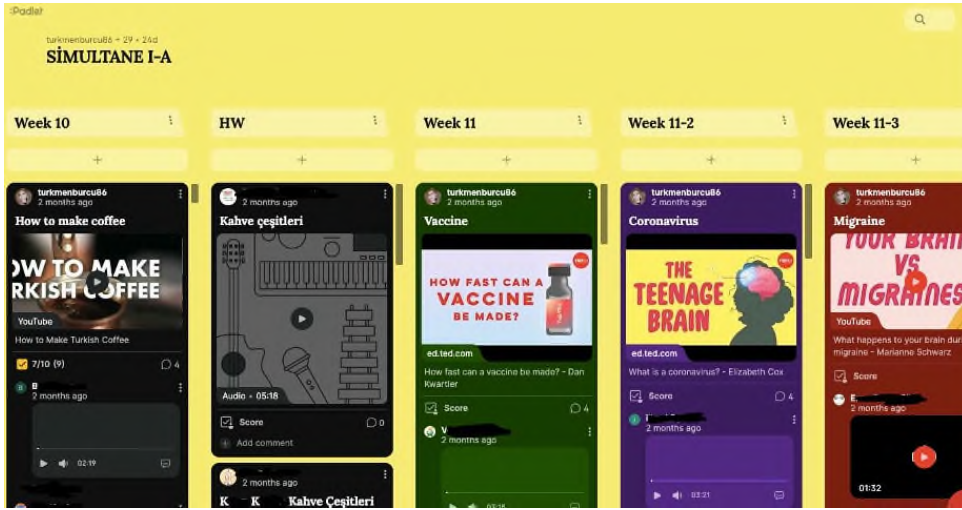 :Padlet
turkmenburcu86 + 29 • 24d
SİMULTANE I-A
Week 10
HW
Week 11
Week 11-2
Week 11-3
turkmenburcu86
2 months ago
How to make coffee
OW TO MAKE
RKISH COFFEE
YouTube
How to Make Turkish Coffee
7/10 (9)
4
B
2 months ago
02:19
2 months ago
Kahve çeşitleri
Audio • 05:18
Score
0
Add comment
2 months ago
K K Kahve Çeşitleri
turkmenburcu86
2 months ago
Vaccine
HOW FAST CAN A
VACCINE
BE MADE?
ed.ted.com
How fast can a vaccine be made? - Dan
Kwartler
Score
4
V
2 months ago
03:15
turkmenburcu86
2 months ago
Coronavirus
THE
TEENAGE
BRAIN
ed.ted.com
What is a coronavirus? - Elizabeth Cox
Score
4
2 months ago
03:21
turkmenburcu86
2 months ago
Migraine
YOUR BRAIN
VS
MIGRAINES
YouTube
What happens to your brain dur
migraine - Marianne Schwarz
Score
E
2 months ago
01:32